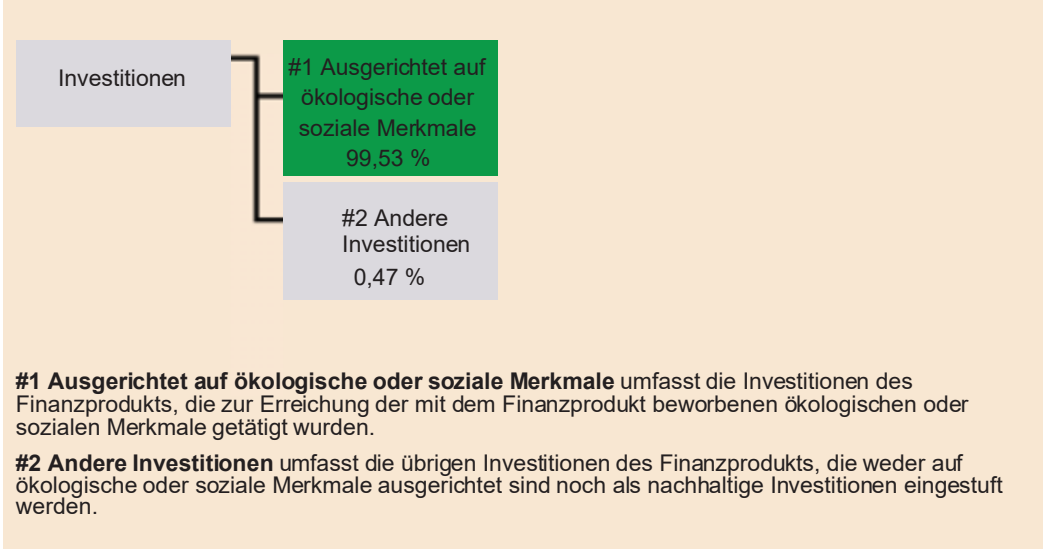 Investitionen
#1 Ausgerichtet auf
ökologische oder
soziale Merkmale
99,53 %
#2 Andere
Investitionen
0,47 %
#1 Ausgerichtet auf ökologische oder soziale Merkmale umfasst die Investitionen des
Finanzprodukts, die zur Erreichung der mit dem Finanzprodukt beworbenen ökologischen oder
sozialen Merkmale getätigt wurden.
#2 Andere Investitionen umfasst die übrigen Investitionen des Finanzprodukts, die weder auf
ökologische oder soziale Merkmale ausgerichtet sind noch als nachhaltige Investitionen eingestuft
werden.